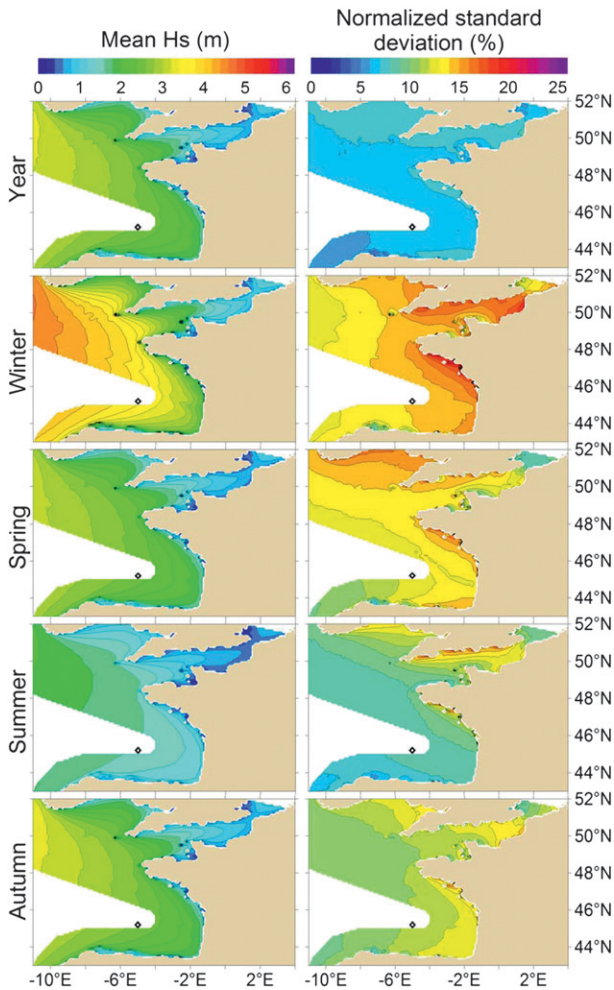 Mean Hs (m)
Normalized standard
deviation (%)
0 1 2 3 4 5 6
0 5 10 15 20 25
Year
52°N
50°N
48°N
46°N
44°N
Winter
52°N
50°N
48°N
46°N
44°N
Spring
52°N
50°N
48°N
46°N
44°N
Summer
52°N
50°N
48°N
46°N
44°N
Autumn
52°N
50°N
48°N
46°N
44°N
-10°E -6°E -2°E 2°E
-10°E -6°E -2°E 2°E